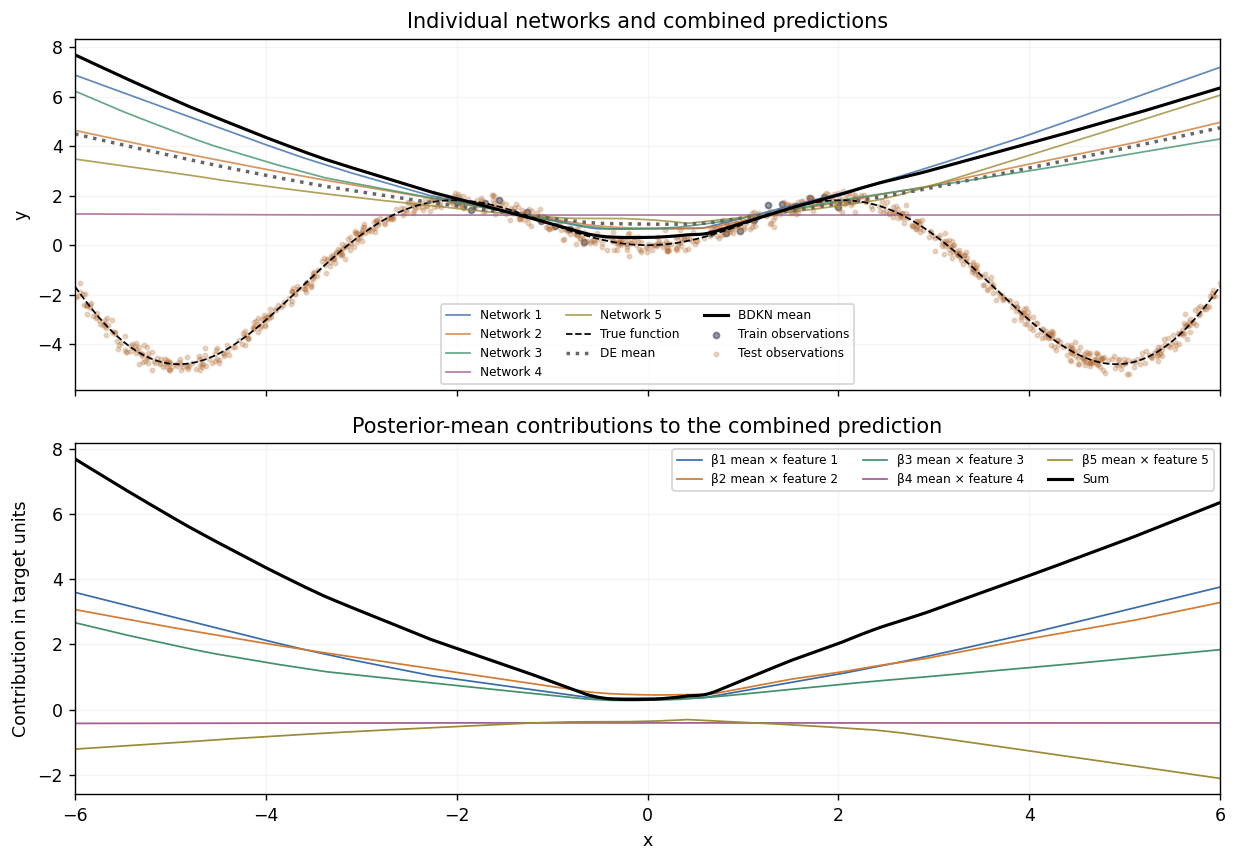 Individual networks and combined predictions
8
6
4
2
0
−2
−4
y
Network 1
Network 2
Network 3
Network 4
Network 5
True function
DE mean
BDKN mean
Train observations
Test observations
Posterior-mean contributions to the combined prediction
8
6
4
2
0
−2
Contribution in target units
β1 mean × feature 1
β2 mean × feature 2
β3 mean × feature 3
β4 mean × feature 4
β5 mean × feature 5
Sum
−6 −4 −2 0 2 4 6
x